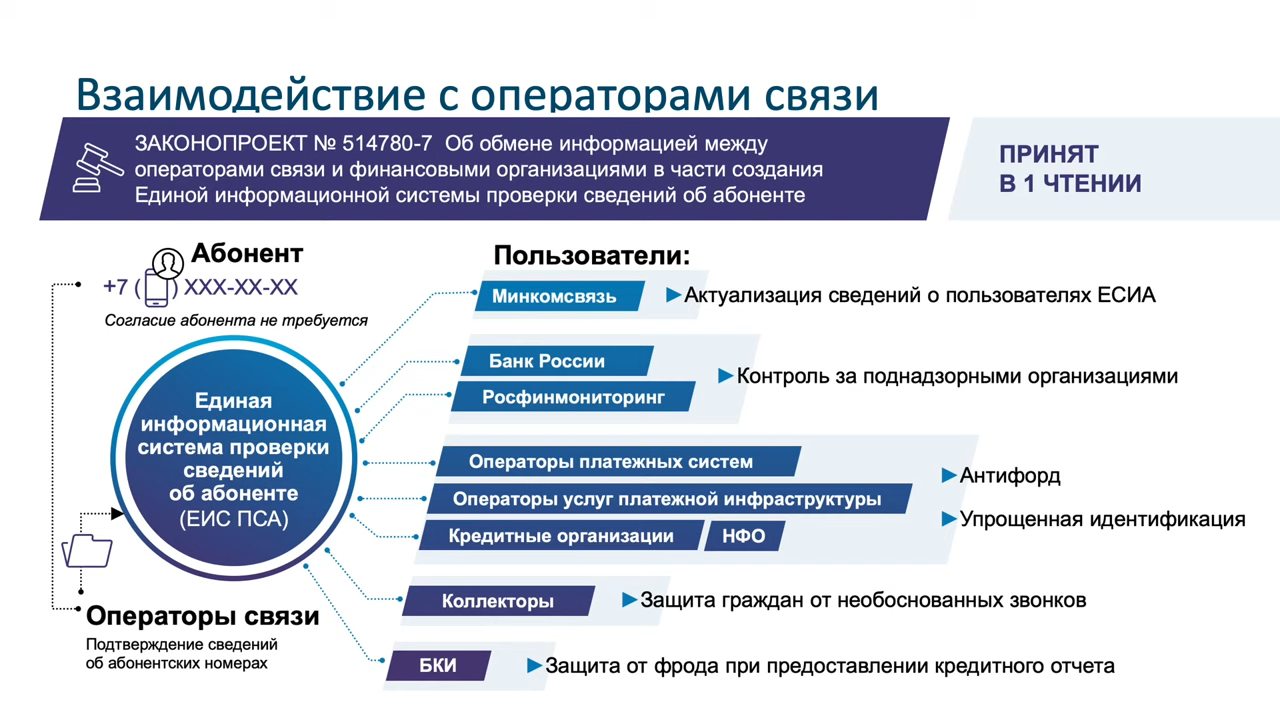 Взаимодействие с операторами связи
ЗАКОНОПРОЕКТ № 514780-7 Об обмене информацией между
операторами связи и финансовыми организациями в части создания
Единой информационной системы проверки сведений об абоненте
ПРИНЯТ
В 1 ЧТЕНИИ
Абонент
+7 ( ) XXX-XX-XX
Согласие абонента не требуется
Единая
информационная
система проверки
сведений
об абоненте
(ЕИС ПСА)
Операторы связи
Подтверждение сведений
об абонентских номерах
Пользователи:
Минкомсвязь
Актуализация сведений о пользователях ЕСИА
Банк России
Росфинмониторинг
Контроль за поднадзорными организациями
Операторы платежных систем
Операторы услуг платежной инфраструктуры
Кредитные организации
НФО
Антифорд
Упрощенная идентификация
Коллекторы
Защита граждан от необоснованных звонков
БКИ
Защита от фрода при предоставлении кредитного отчета